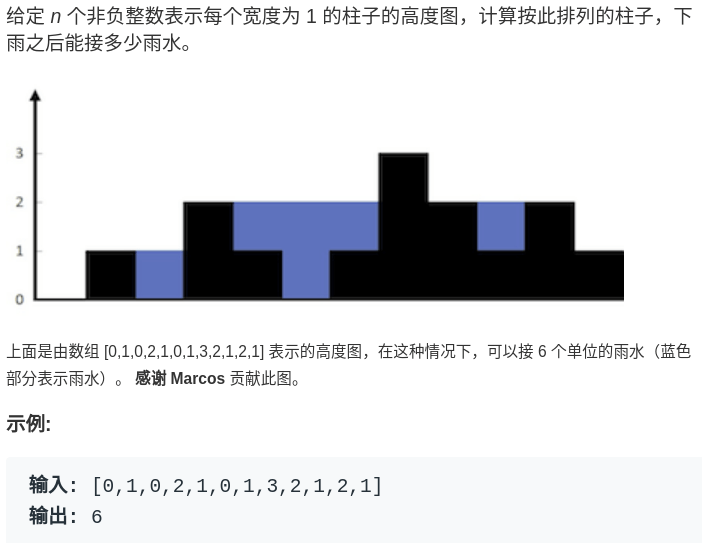 给定 n 个非负整数表示每个宽度为 1 的柱子的高度图，计算按此排列的柱子，下
雨之后能接多少雨水。
3
2
1
0
上面是由数组 [0,1,0,2,1,0,1,3,2,1,2,1] 表示的高度图，在这种情况下，可以接 6 个单位的雨水（蓝色
部分表示雨水）。 感谢 Marcos 贡献此图。
示例:
输入: [0,1,0,2,1,0,1,3,2,1,2,1]
输出: 6